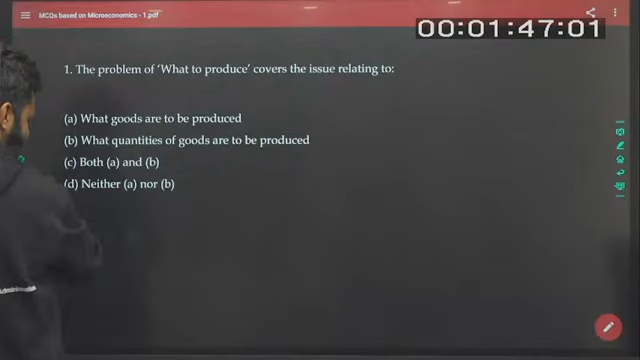 MCQs based on Microeconomics - 1.pdf
00:01:47:01
1. The problem of 'What to produce' covers the issue relating to:
(a) What goods are to be produced
(b) What quantities of goods are to be produced
(c) Both (a) and (b)
(d) Neither (a) nor (b)